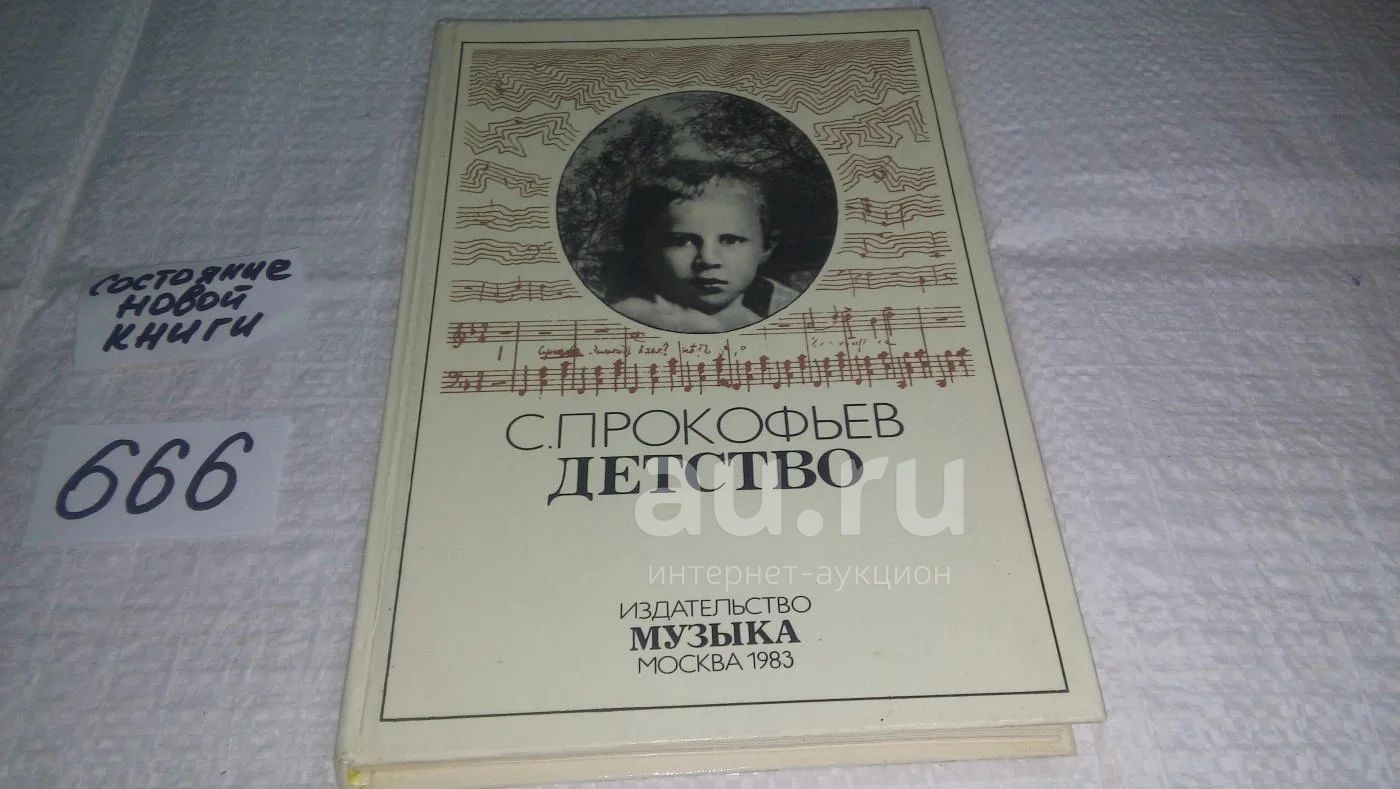 состояние
новой
книги
666
С.ПРОКОФЬЕВ
ДЕТСТВО
au.ru
интернет-аукцион
ИЗДАТЕЛЬСТВО
МУЗЫКА
МОСКВА 1983